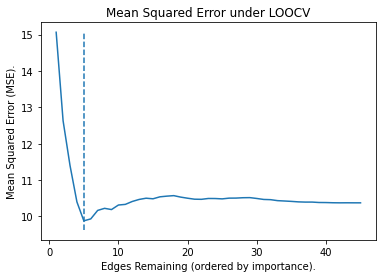 Mean Squared Error under LOOCV
Mean Squared Error (MSE).
15
14
13
12
11
10
0 10 20 30 40
Edges Remaining (ordered by importance).